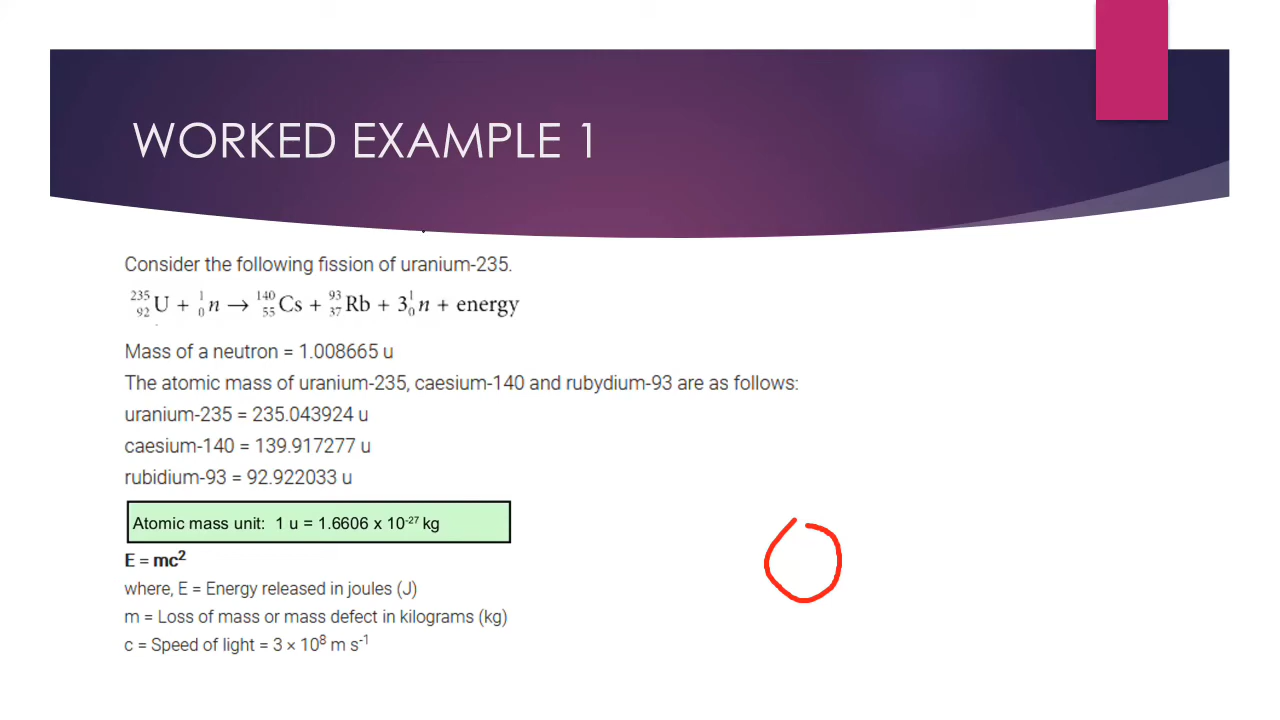 WORKED EXAMPLE 1
Consider the following fission of uranium-235.
²³⁵₉₂U + ¹₀n → ¹⁴⁰₅₅Cs + ⁹³₃₇Rb + 3¹₀n + energy
Mass of a neutron = 1.008665 u
The atomic mass of uranium-235, caesium-140 and rubydium-93 are as follows:
uranium-235 = 235.043924 u
caesium-140 = 139.917277 u
rubidium-93 = 92.922033 u
Atomic mass unit: 1 u = 1.6606 x 10⁻²⁷ kg
E = mc²
where, E = Energy released in joules (J)
m = Loss of mass or mass defect in kilograms (kg)
c = Speed of light = 3 × 10⁸ m s⁻¹